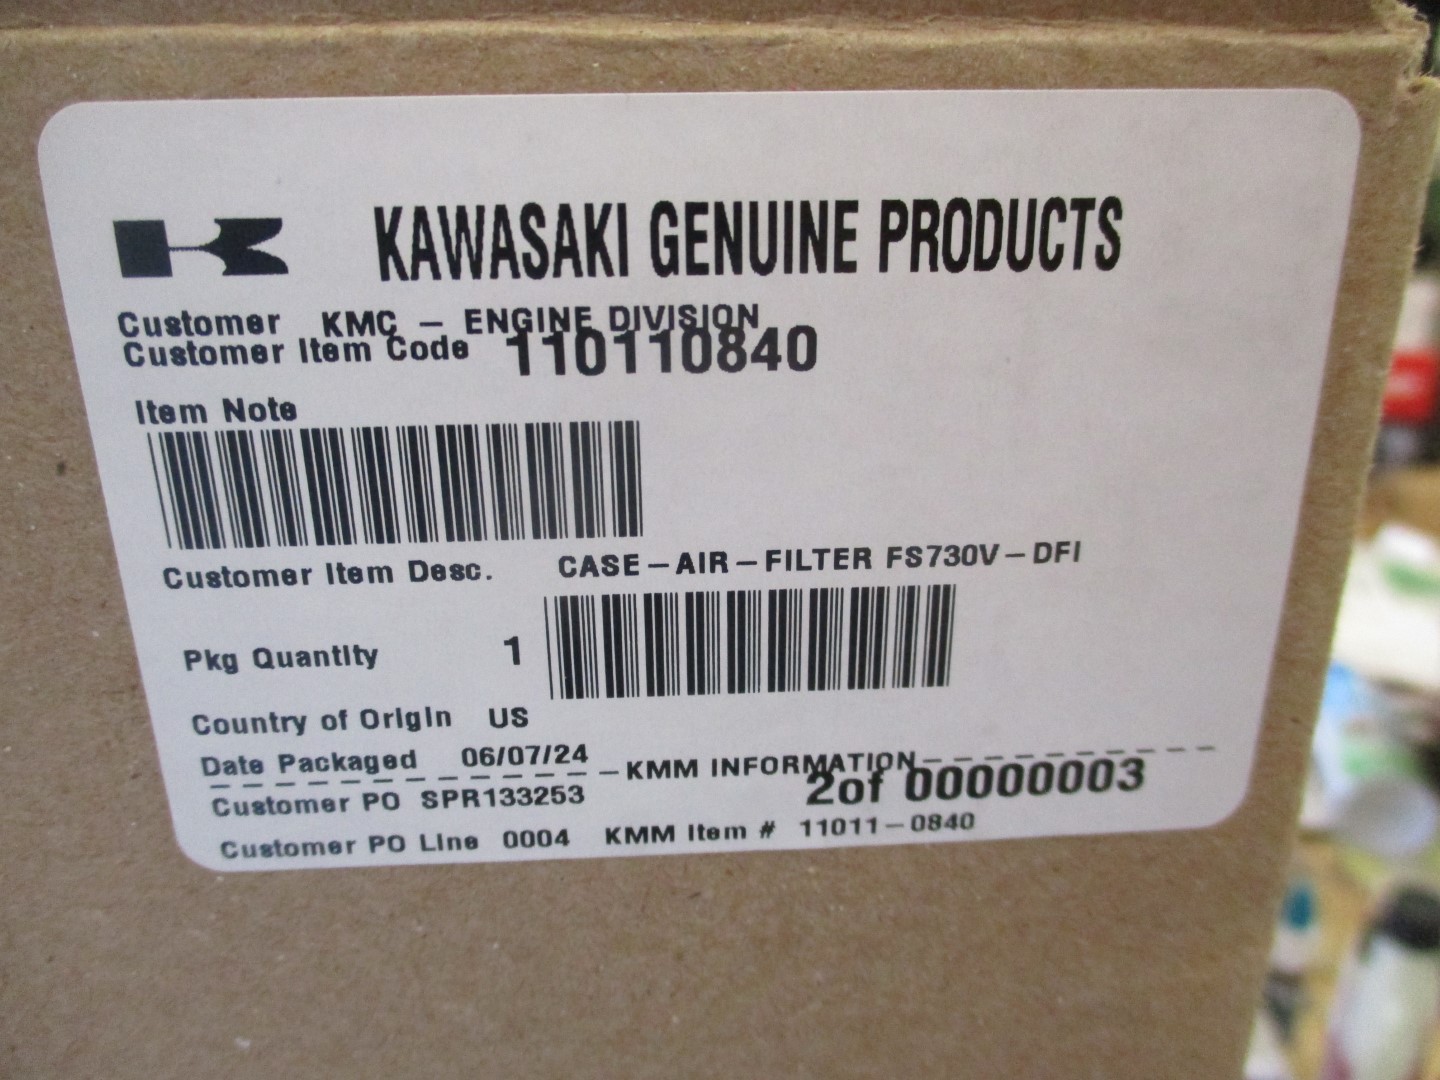 KAWASAKI GENUINE PRODUCTS
Customer KMC - ENGINE DIVISION
Customer Item Code 110110840
Item Note
Customer Item Desc. CASE-AIR-FILTER FS730V-DFI
Pkg Quantity 1
Country of Origin US
Date Packaged 06/07/24
KMM INFORMATION
Customer PO SPR133253 2of 00000003
Customer PO Line 0004 KMM Item # 11011-0840